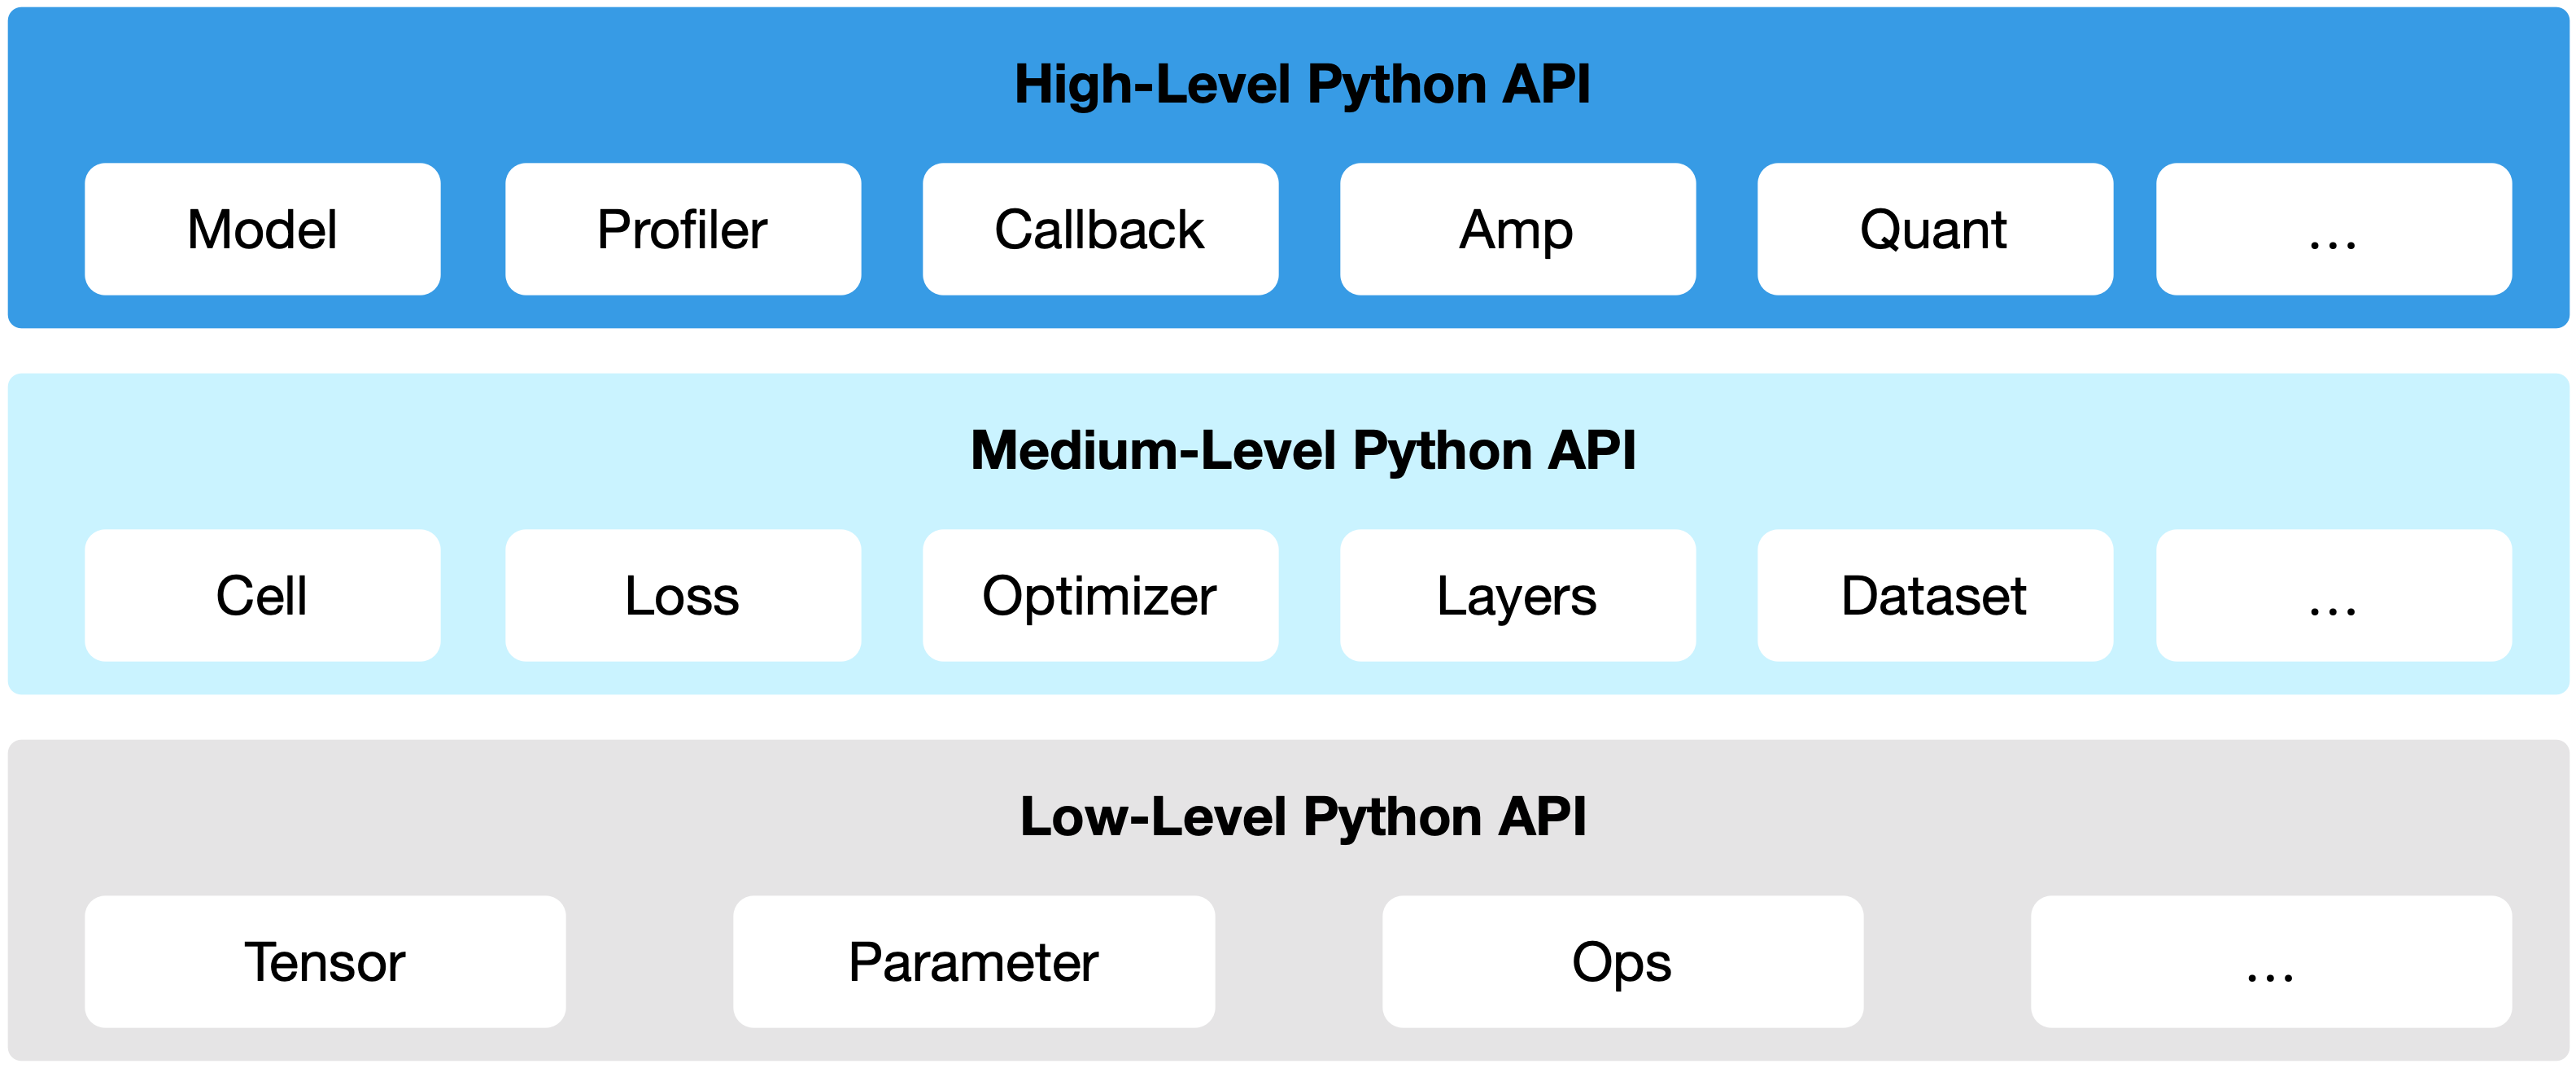 High-Level Python API
Model Profiler Callback Amp Quant ...
Medium-Level Python API
Cell Loss Optimizer Layers Dataset ...
Low-Level Python API
Tensor Parameter Ops ...